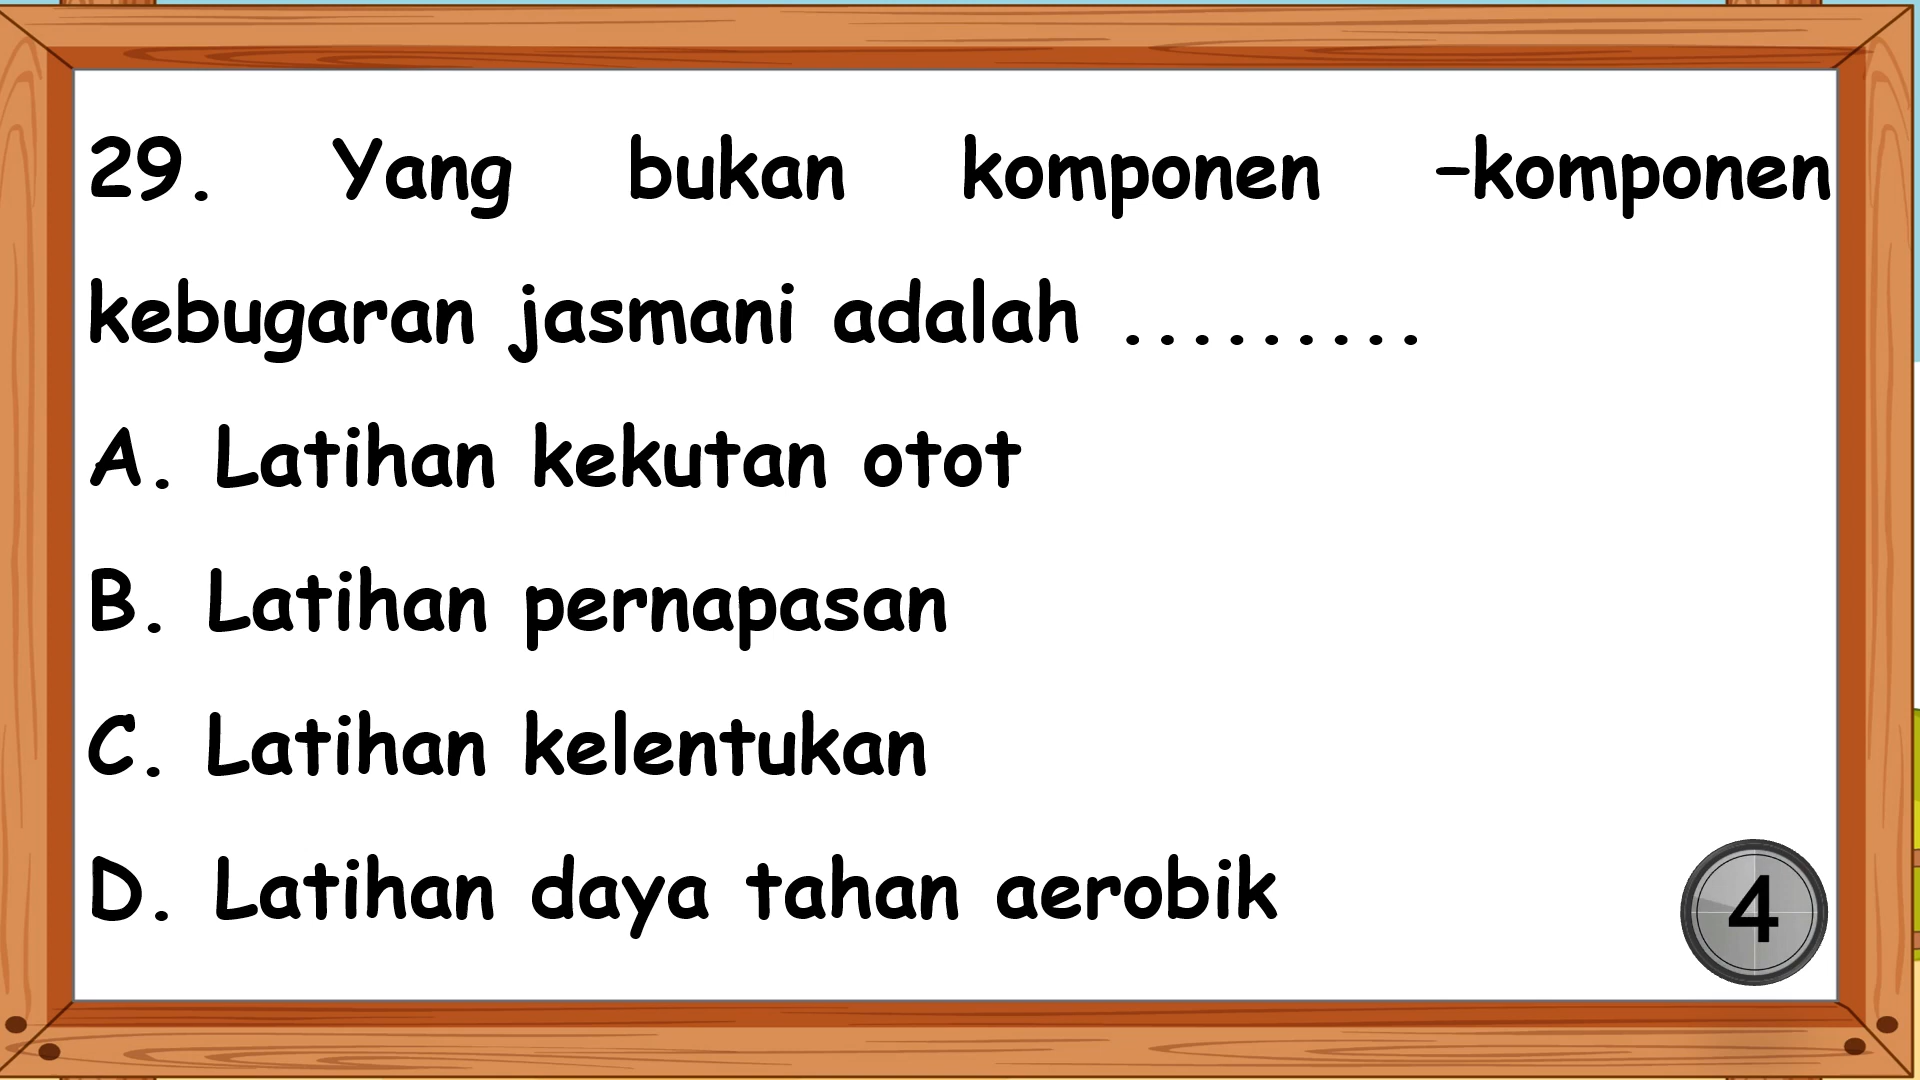 29. Yang bukan komponen -komponen
kebugaran jasmani adalah .........
A. Latihan kekutan otot
B. Latihan pernapasan
C. Latihan kelentukan
D. Latihan daya tahan aerobik
4